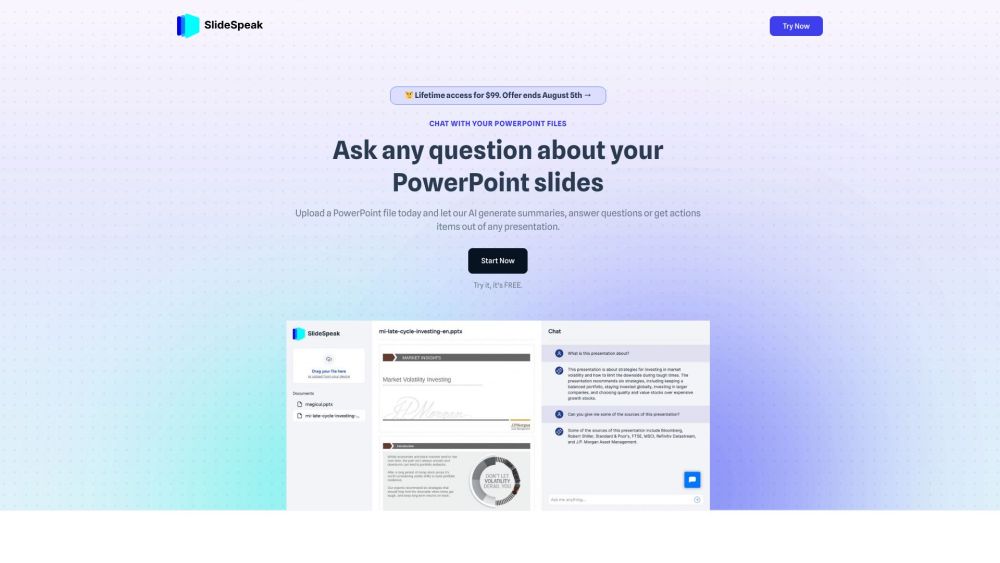 SlideSpeak
Try Now
Lifetime access for $99. Offer ends August 5th →
CHAT WITH YOUR POWERPOINT FILES
Ask any question about your
PowerPoint slides
Upload a PowerPoint file today and let our AI generate summaries, answer questions or get actions
items out of any presentation.
Start Now
Try it, it's FREE.
SlideSpeak
Drag your file here
Documents
magical.pptx
mi-late-cycle-investing-...
mi-late-cycle-investing-en.pptx
MARKET INSIGHTS
Market Volatility Investing
J.P. Morgan
J.P.Morgan
Introduction
DON'T LET
VOLATILITY
DERAIL YOU
Chat
What is this presentation about?
This presentation is about strategies for investing in market
volatility and how to limit the downside during tough times. The
presentation recommends six strategies, including keeping a
balanced portfolio, staying invested globally, investing in larger
companies, and choosing quality and value stocks over expensive
growth stocks.
Can you give me some of the sources of this presentation?
Some of the sources of this presentation include Bloomberg,
Robert Shiller, Standard & Poor's, FTSE, MSCI, Refinitiv Datastream,
and J.P. Morgan Asset Management.
Ask me anything...